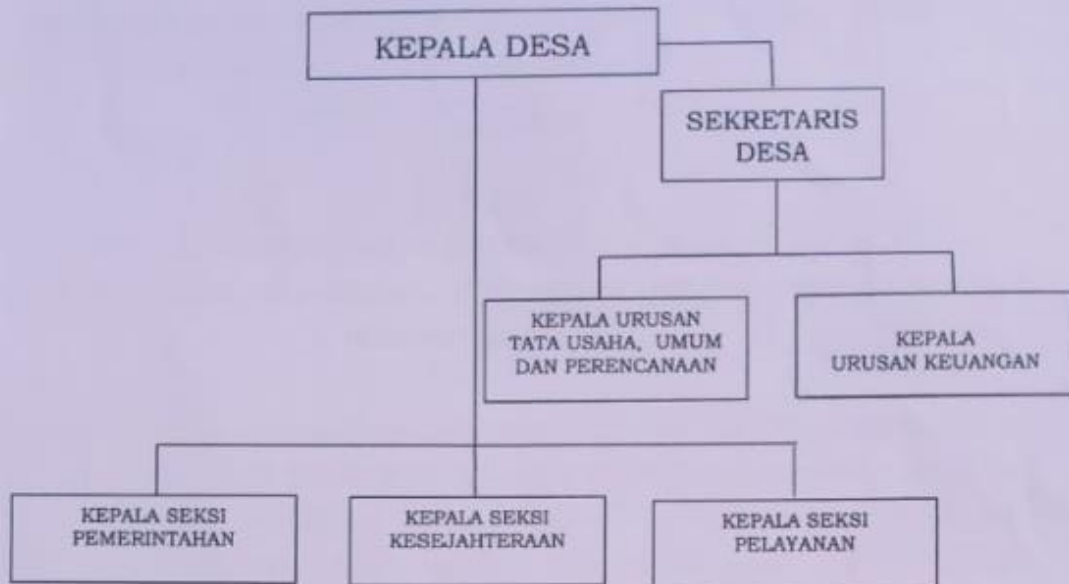 KEPALA DESA
SEKRETARIS
DESA
KEPALA URUSAN
TATA USAHA, UMUM
DAN PERENCANAAN
KEPALA
URUSAN KEUANGAN
KEPALA SEKSI
PEMERINTAHAN
KEPALA SEKSI
KESEJAHTERAAN
KEPALA SEKSI
PELAYANAN